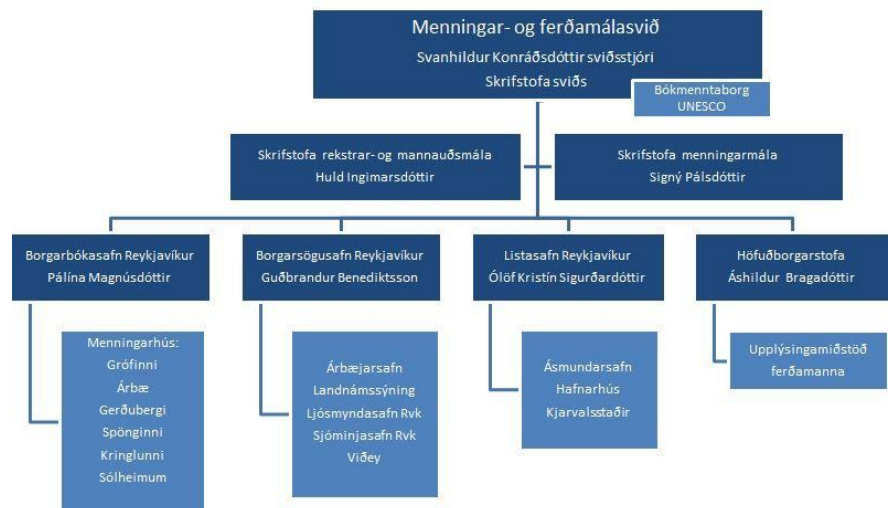 Menningar- og ferðamálasvið
Svanhildur Konráðsdóttir sviðsstjóri
Skrifstofa sviðs
Bókmenntaborg
UNESCO
Skrifstofa rekstrar- og mannauðsmála
Huld Ingimarsdóttir
Skrifstofa menningarmála
Signý Pálsdóttir
Borgarbókasafn Reykjavíkur
Pálína Magnúsdóttir
Borgarsögusafn Reykjavíkur
Guðbrandur Benediktsson
Listasafn Reykjavíkur
Ólöf Kristín Sigurðardóttir
Höfuðborgarstofa
Áshildur Bragadóttir
Menningarhús:
Grófinni
Árbæ
Gerðubergi
Spönginni
Kringlunni
Sólheimum
Árbæjarsafn
Landnámssýning
Ljósmyndasafn Rvk
Sjóminjasafn Rvk
Viðey
Ásmundarsafn
Hafnarhús
Kjarvalsstaðir
Upplýsingamiðstöð
ferðamanna